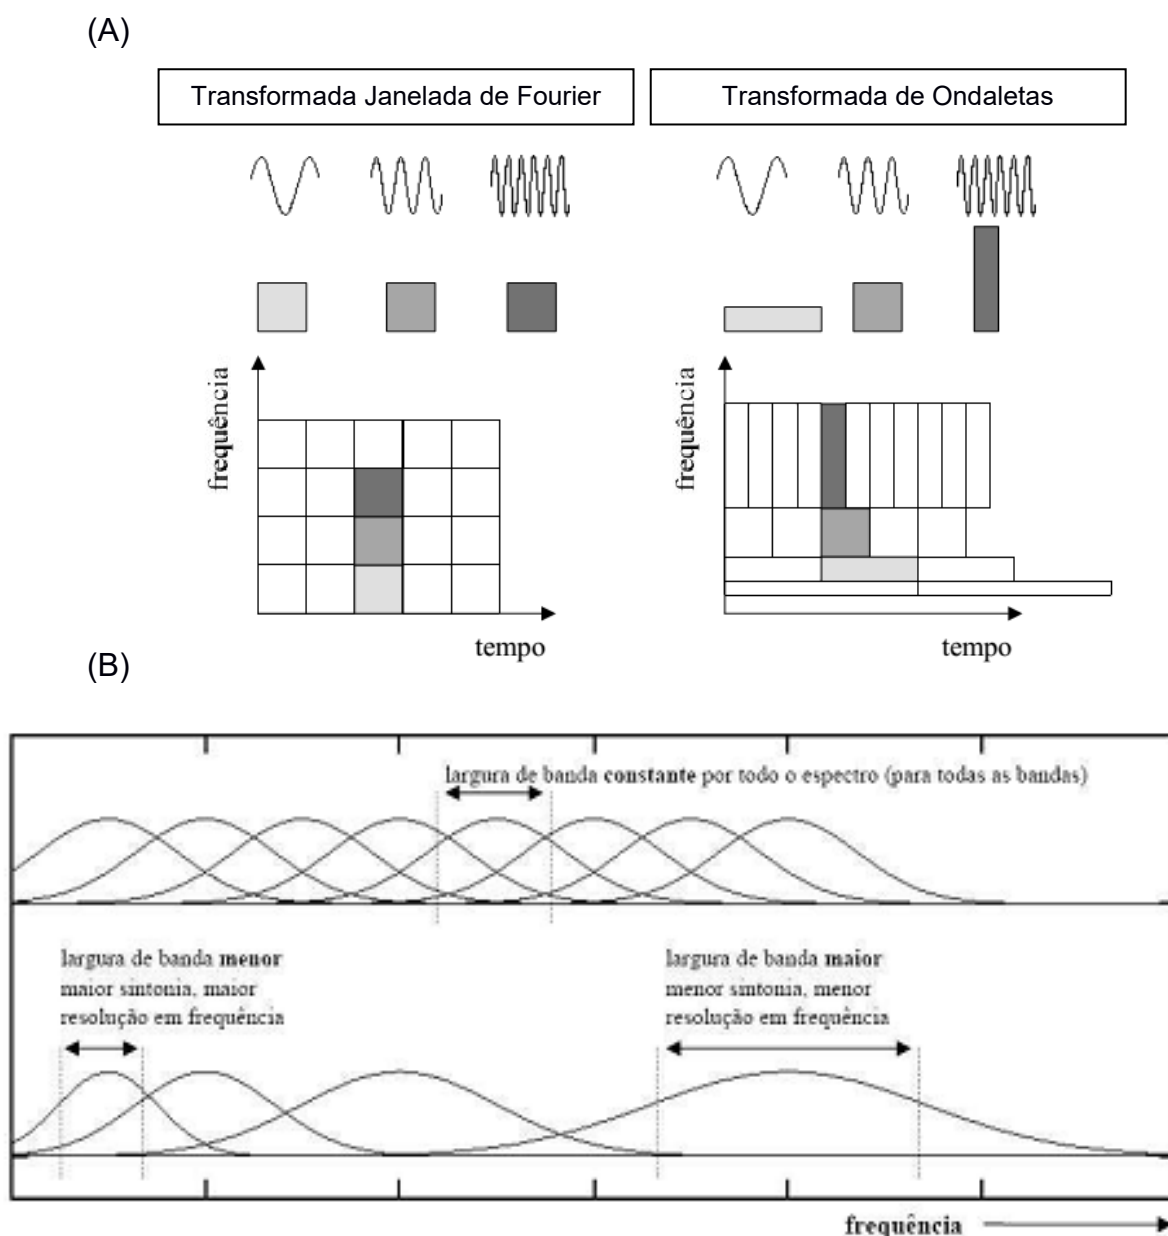 (A)
Transformada Janelada de Fourier
Transformada de Ondaletas
frequência
tempo
frequência
tempo
(B)
largura de banda constante por todo o espectro (para todas as bandas)
largura de banda menor
maior sintonia, maior
resolução em frequência
largura de banda maior
menor sintonia, menor
resolução em frequência
frequência